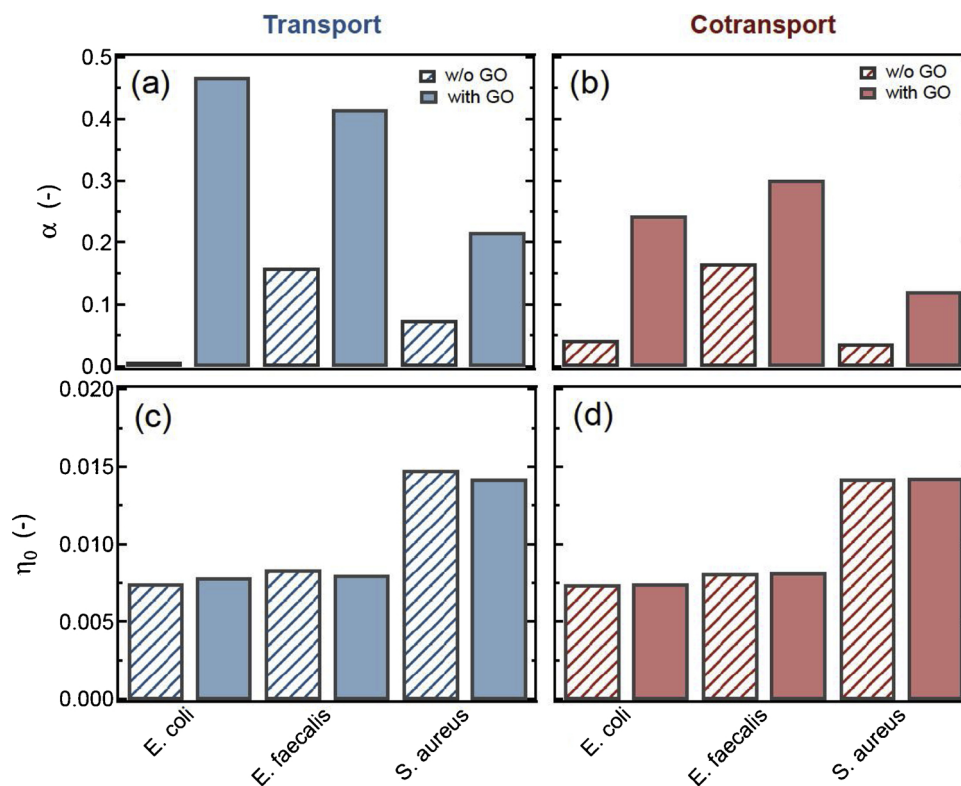 Transport
Cotransport
(a)
w/o GO
with GO
(b)
w/o GO
with GO
0.5
0.4
0.3
0.2
0.1
0.0
α (-)
(c)
(d)
0.020
0.015
0.010
0.005
0.000
η0 (-)
E. coli
E. faecalis
S. aureus
E. coli
E. faecalis
S. aureus